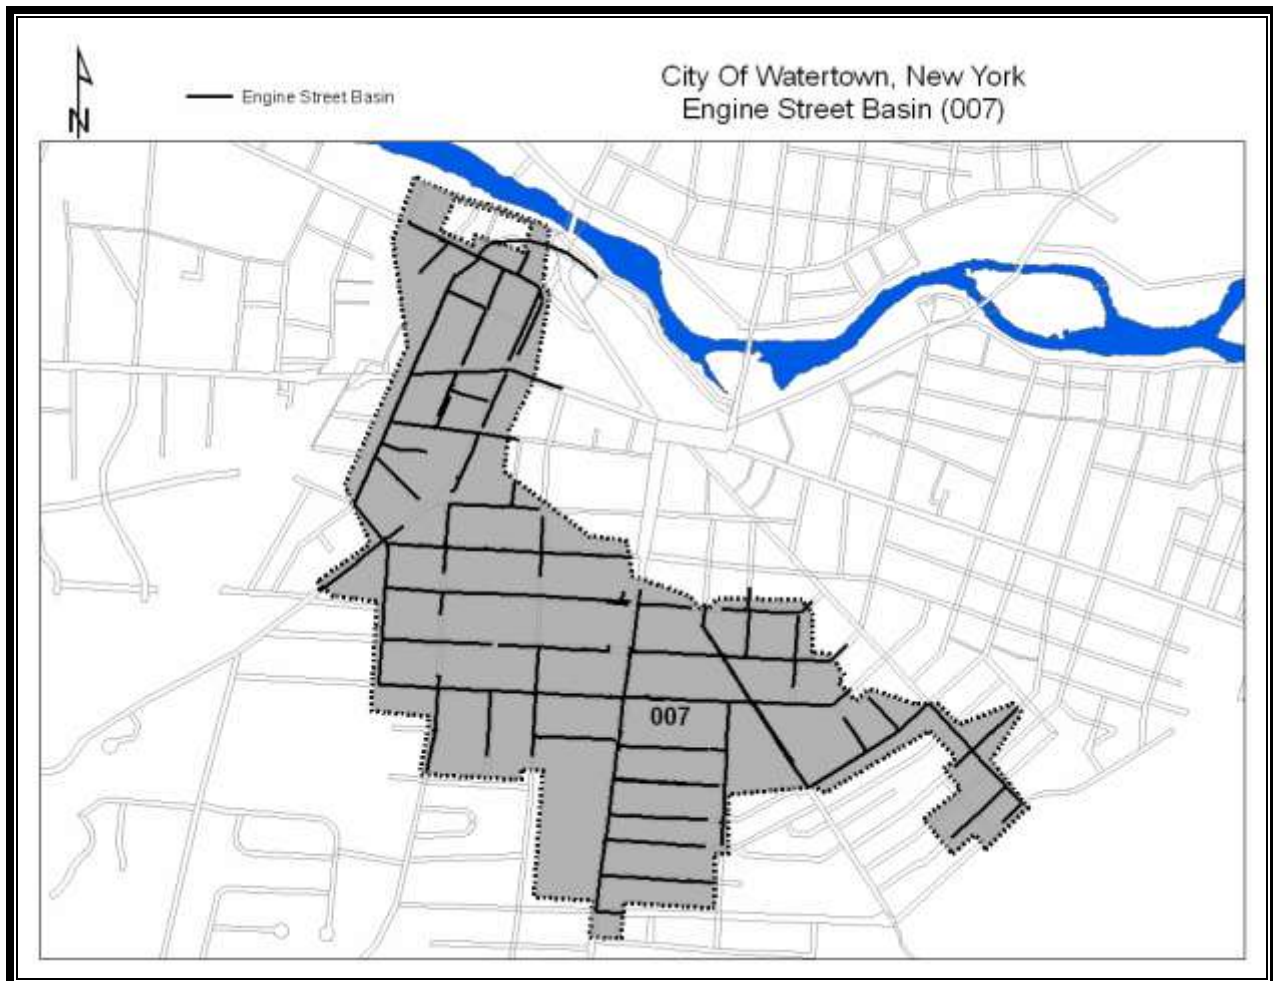 City Of Watertown, New York
Engine Street Basin (007)
Engine Street Basin
N
007